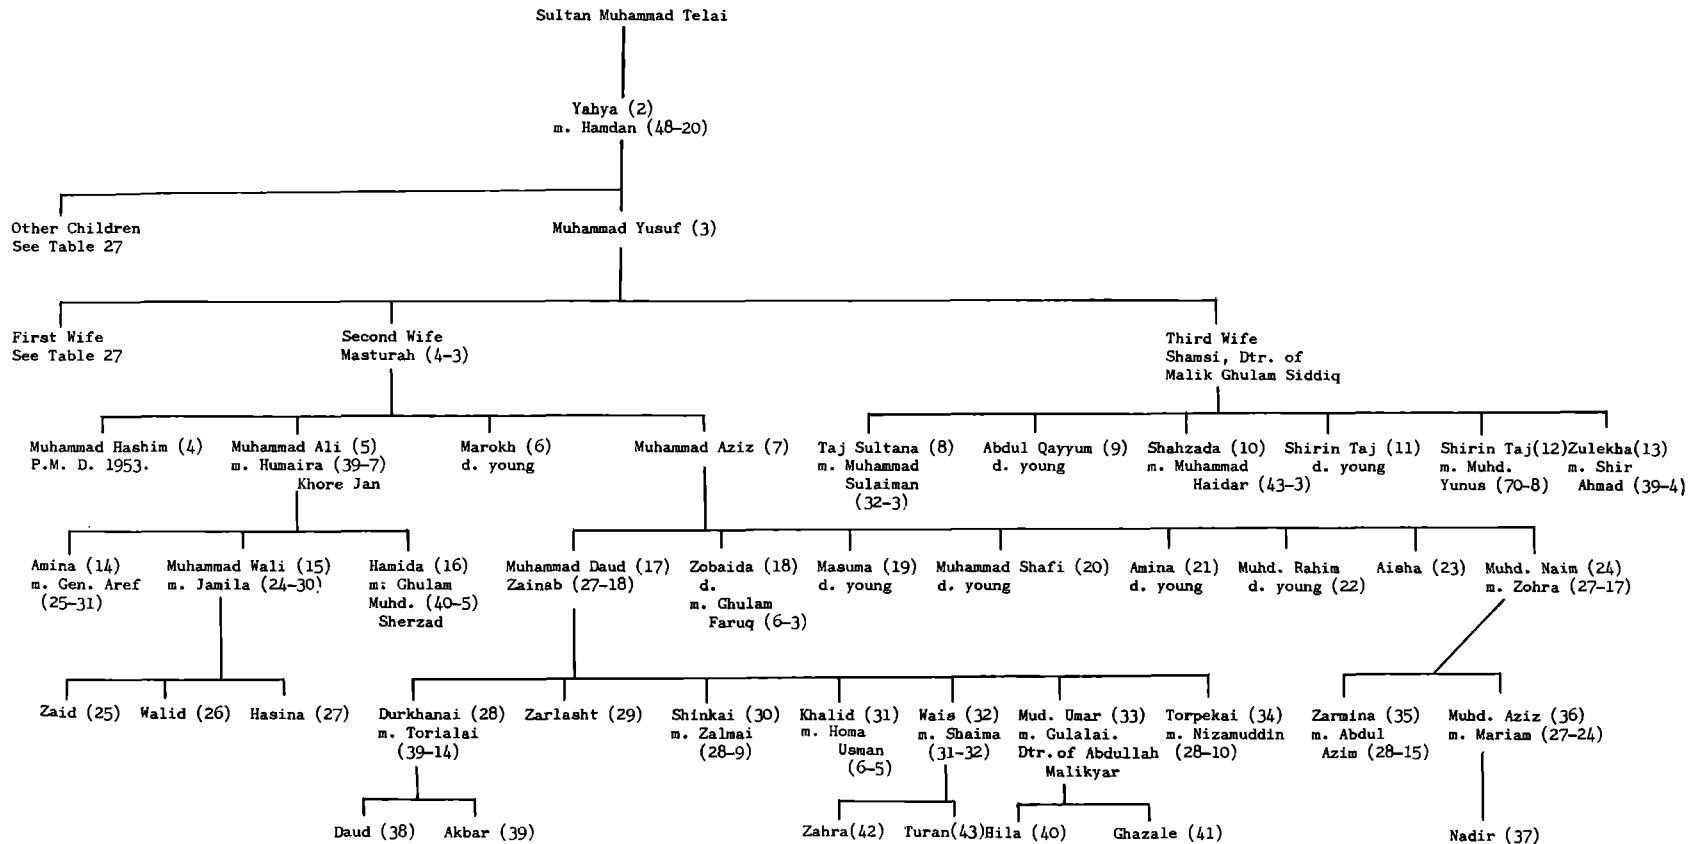 Sultan Muhammad Telai
Yahya (2)
m. Hamdan (48-20)
Other Children
See Table 27
Muhammad Yusuf (3)
First Wife
See Table 27
Second Wife
Masturah (4-3)
Third Wife
Shamsi, Dtr. of
Malik Ghulam Siddiq
Muhammad Hashim (4)
P.M. D. 1953.
Muhammad Ali (5)
m. Humaira (39-7)
Khore Jan
Marokh (6)
d. young
Muhammad Aziz (7)
Taj Sultana (8)
m. Muhammad
Sulaiman
(32-3)
Abdul Qayyum (9)
d. young
Shahzada (10)
m. Muhammad
Haidar (43-3)
Shirin Taj (11)
d. young
Shirin Taj(12)
m. Muhd.
Yunus (70-8)
Zulekha(13)
m. Shir
Ahmad (39-4)
Amina (14)
m. Gen. Aref
(25-31)
Muhammad Wali (15)
m. Jamila (24-30)
Hamida (16)
m: Ghulam
Muhd. (40-5)
Sherzad
Muhammad Daud (17)
Zainab (27-18)
Zobaida (18)
d.
m. Ghulam
Faruq (6-3)
Masuma (19)
d. young
Muhammad Shafi (20)
d. young
Amina (21)
d. young
Muhd. Rahim
d. young (22)
Aisha (23)
Muhd. Naim (24)
m. Zohra (27-17)
Zaid (25)
Walid (26)
Hasina (27)
Durkhanai (28)
m. Torialai
(39-14)
Zarlasht (29)
Shinkai (30)
m. Zalmai
(28-9)
Khalid (31)
m. Homa
Usman
(6-5)
Wais (32)
m. Shaima
(31-32)
Mud. Umar (33)
m. Gulalai.
Dtr. of Abdullah
Malikyar
Torpekai (34)
m. Nizamuddin
(28-10)
Zarmina (35)
m. Abdul
Azim (28-15)
Muhd. Aziz (36)
m. Mariam (27-24)
Daud (38)
Akbar (39)
Zahra(42)
Turan(43)
Hila (40)
Ghazale (41)
Nadir (37)